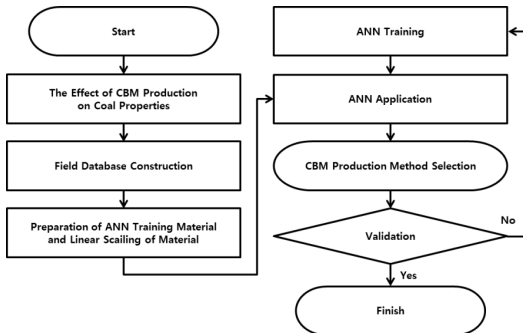 Start
The Effect of CBM Production
on Coal Properties
Field Database Construction
Preparation of ANN Training Material
and Linear Scailing of Material
ANN Training
ANN Application
CBM Production Method Selection
Validation
No
Yes
Finish